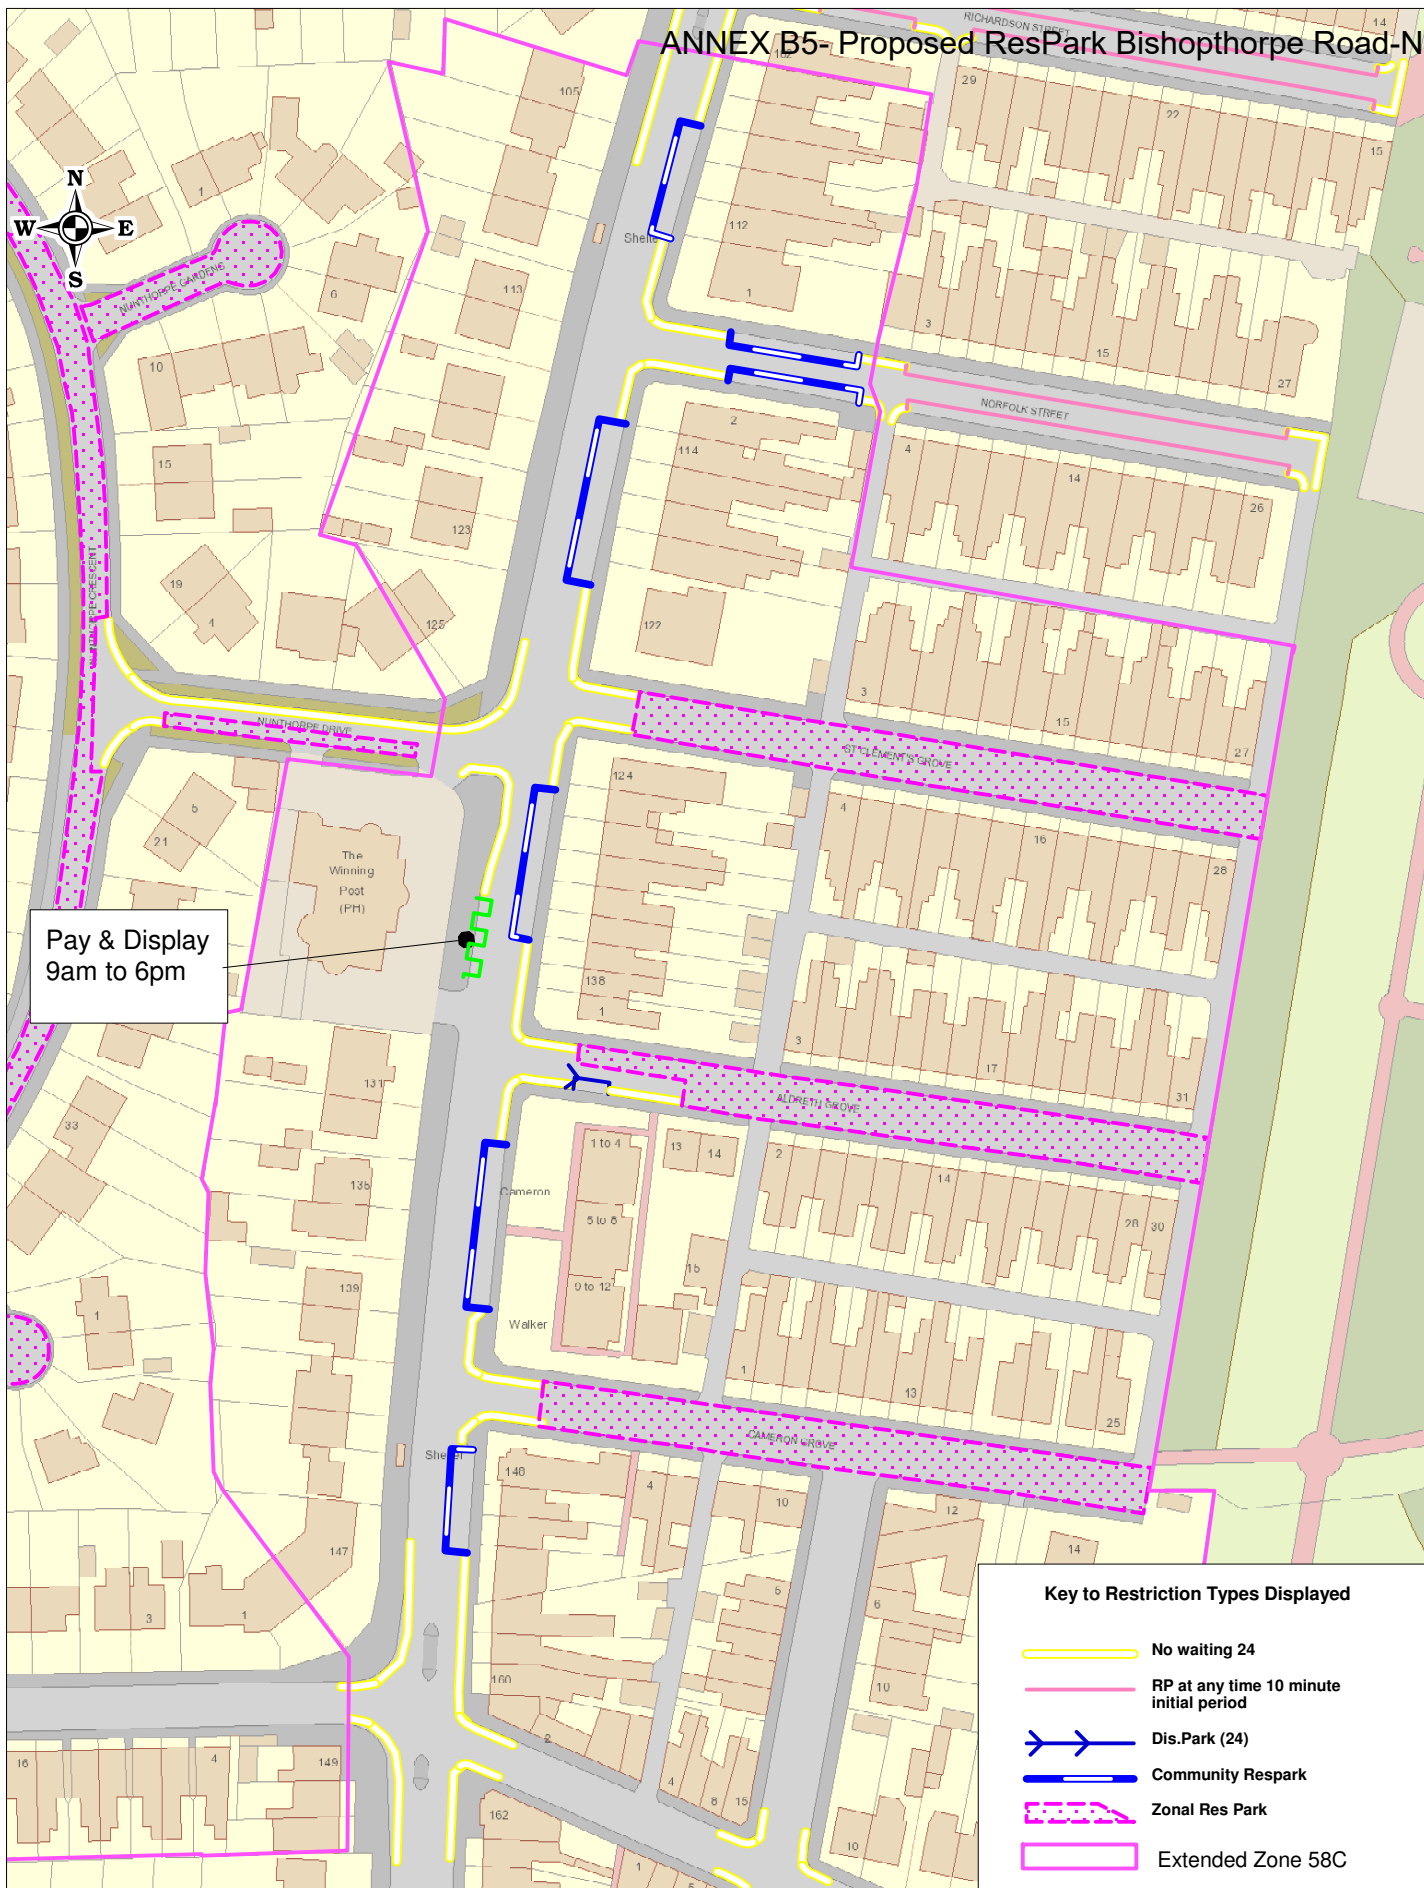 RICHARDSON STREET
14
ANNEX B5- Proposed ResPark Bishopthorpe Road-N
102
29
105
22
15
N
W E
S
1
112
Shelter
NUNTHORPE GARDENS
6
113
1
3
15
27
10
NORFOLK STREET
2
114
4
14
26
15
123
NUNTHORPE CRESCENT
19
4
125
122
3
15
27
NUNTHORPE DRIVE
ST CLEMENT'S GROVE
124
4
16
28
5
21
The
Winning
Post
(PH)
Pay & Display
9am to 6pm
138
1
3
17
31
131
ALDRETH GROVE
33
1 to 4
13
14
2
14
28
30
135
Cameron
5 to 8
15
9 to 12
139
1
Walker
1
13
25
CAMERON GROVE
Shelter
148
4
10
12
14
147
3
1
5
6
160
10
2
16
4
149
4
8
15
162
10
1
5
Key to Restriction Types Displayed
No waiting 24
RP at any time 10 minute
initial period
Dis.Park (24)
Community Respark
Zonal Res Park
Extended Zone 58C